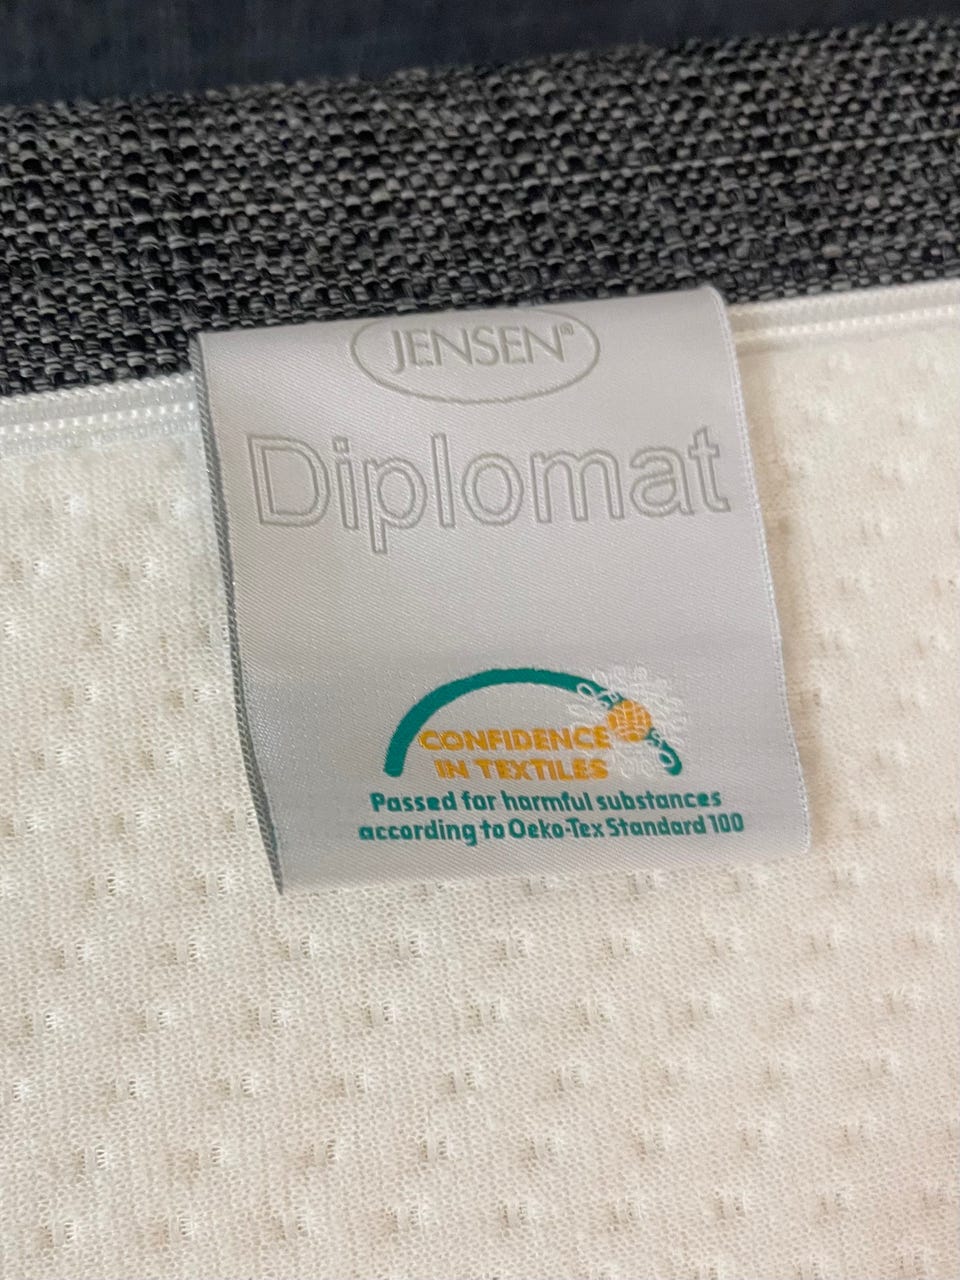 JENSEN®
Diplomat
CONFIDENCE
IN TEXTILES
Passed for harmful substances
according to Oeko-Tex Standard 100